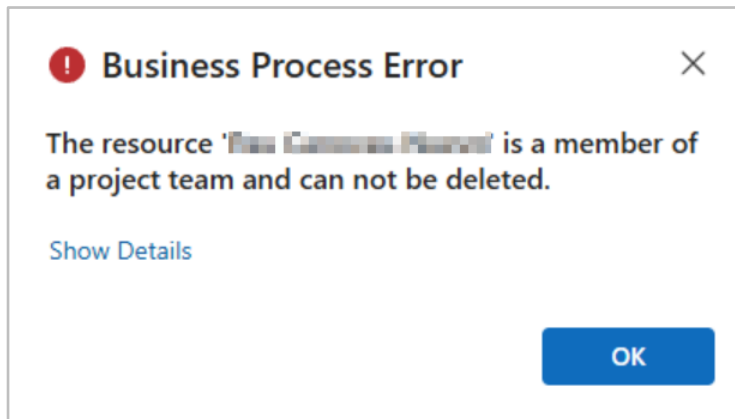 Business Process Error
The resource '' is a member of
a project team and can not be deleted.
Show Details
OK